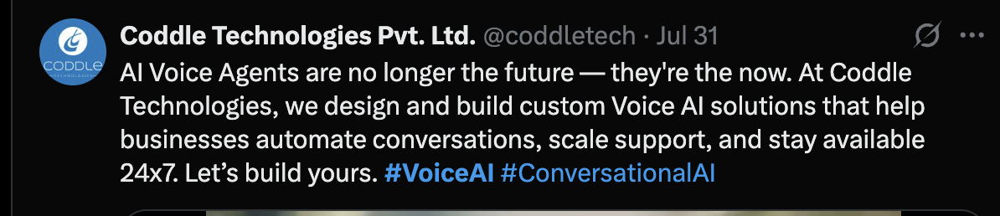 Coddle Technologies Pvt. Ltd. @coddletech · Jul 31
CODDLE
TECHNOLOGIES
AI Voice Agents are no longer the future — they're the now. At Coddle
Technologies, we design and build custom Voice AI solutions that help
businesses automate conversations, scale support, and stay available
24x7. Let’s build yours. #VoiceAI #ConversationalAI